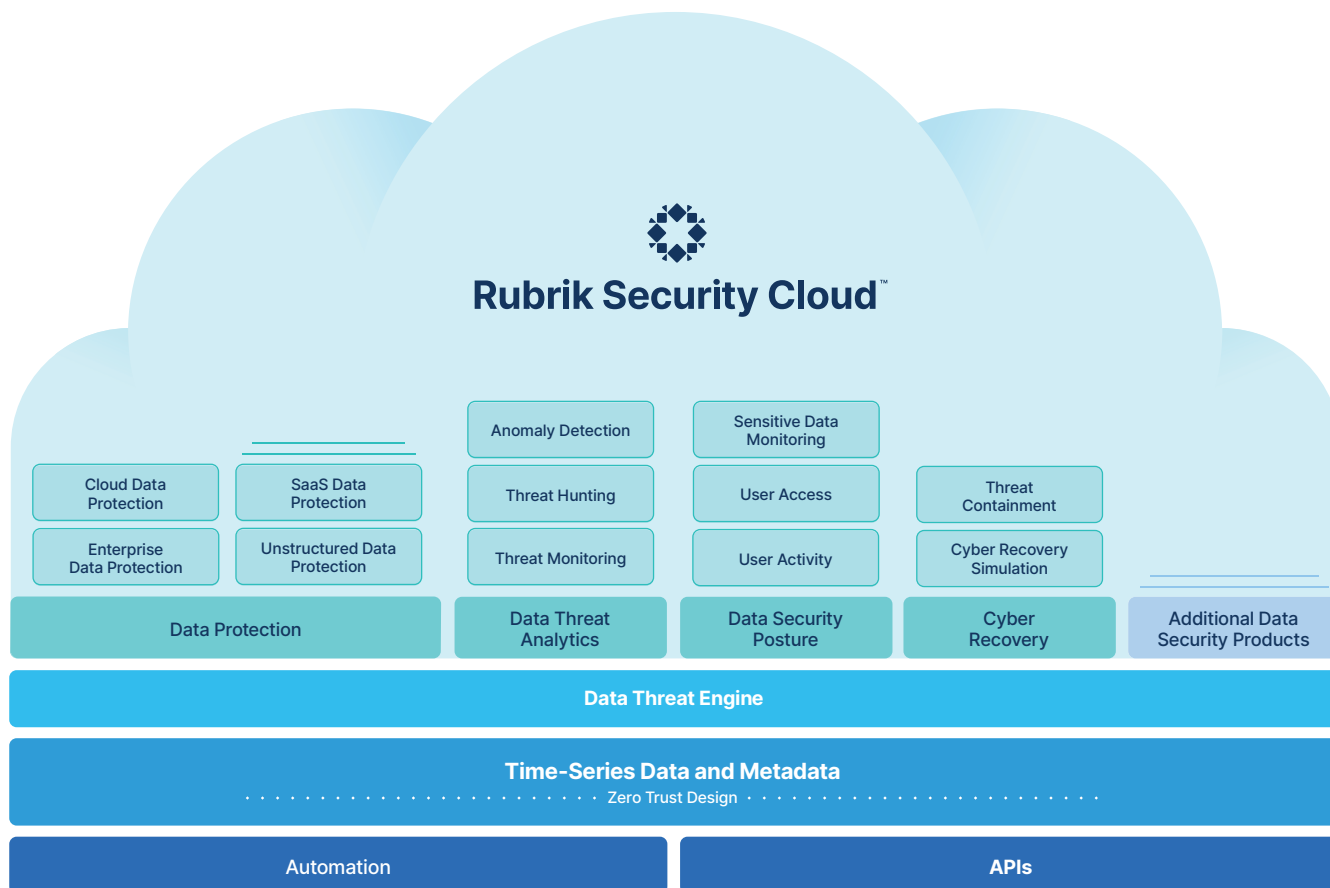 Rubrik Security Cloud™
Anomaly Detection
Sensitive Data
Monitoring
Cloud Data
Protection
SaaS Data
Protection
Threat Hunting
User Access
Threat
Containment
Enterprise
Data Protection
Unstructured Data
Protection
Threat Monitoring
User Activity
Cyber Recovery
Simulation
Data Protection
Data Threat
Analytics
Data Security
Posture
Cyber
Recovery
Additional Data
Security Products
Data Threat Engine
Time-Series Data and Metadata
Zero Trust Design
Automation
APIs